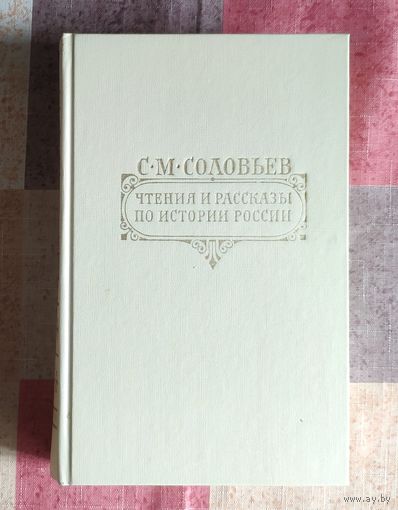 С·М·СОЛОВЬЕВ
ЧТЕНИЯ И РАССКАЗЫ
ПО ИСТОРИИ РОССИИ
www.ay.by